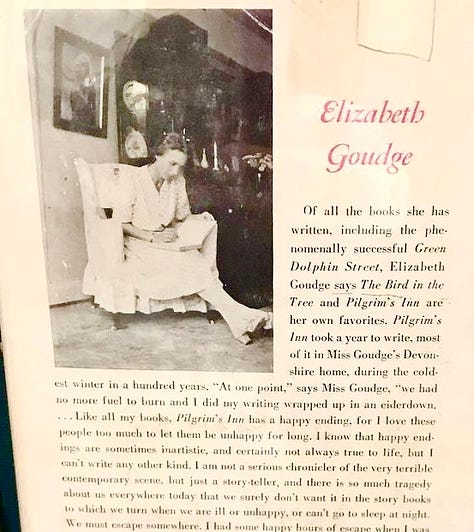 Elizabeth
Goudge
Of all the books she has
written, including the phe-
nomenally successful Green
Dolphin Street, Elizabeth
Goudge says The Bird in the
Tree and Pilgrim's Inn are
her own favorites. Pilgrim's
Inn took a year to write, most
of it in Miss Goudge's Devon-
shire home, during the cold-
est winter in a hundred years. "At one point," says Miss Goudge, "we had
no more fuel to burn and I did my writing wrapped up in an eiderdown.
. . . Like all my books, Pilgrim's Inn has a happy ending, for I love these
people too much to let them be unhappy for long. I know that happy end-
ings are sometimes inartistic, and certainly not always true to life, but I
can't write any other kind. I am not a serious chronicler of the very terrible
contemporary scene, but just a story-teller, and there is so much tragedy
about us everywhere today that we surely don't want it in the story books
to which we turn when we are ill or unhappy, or can't go to sleep at night.
We must escape somewhere. I had some happy hours of escape when I was